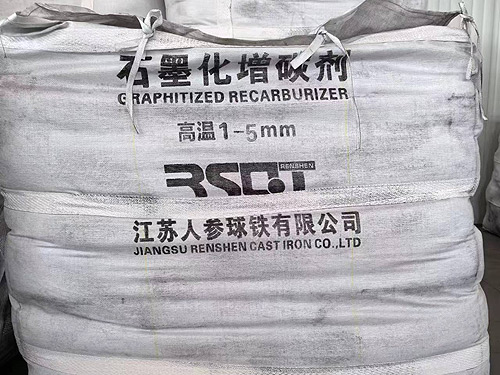 石墨化增碳剂
GRAPHITIZED RECARBURIZER
高温1-5mm
RSQT RENSHEN
江苏人参球铁有限公司
JIANGSU RENSHEN CAST IRON CO.,LTD